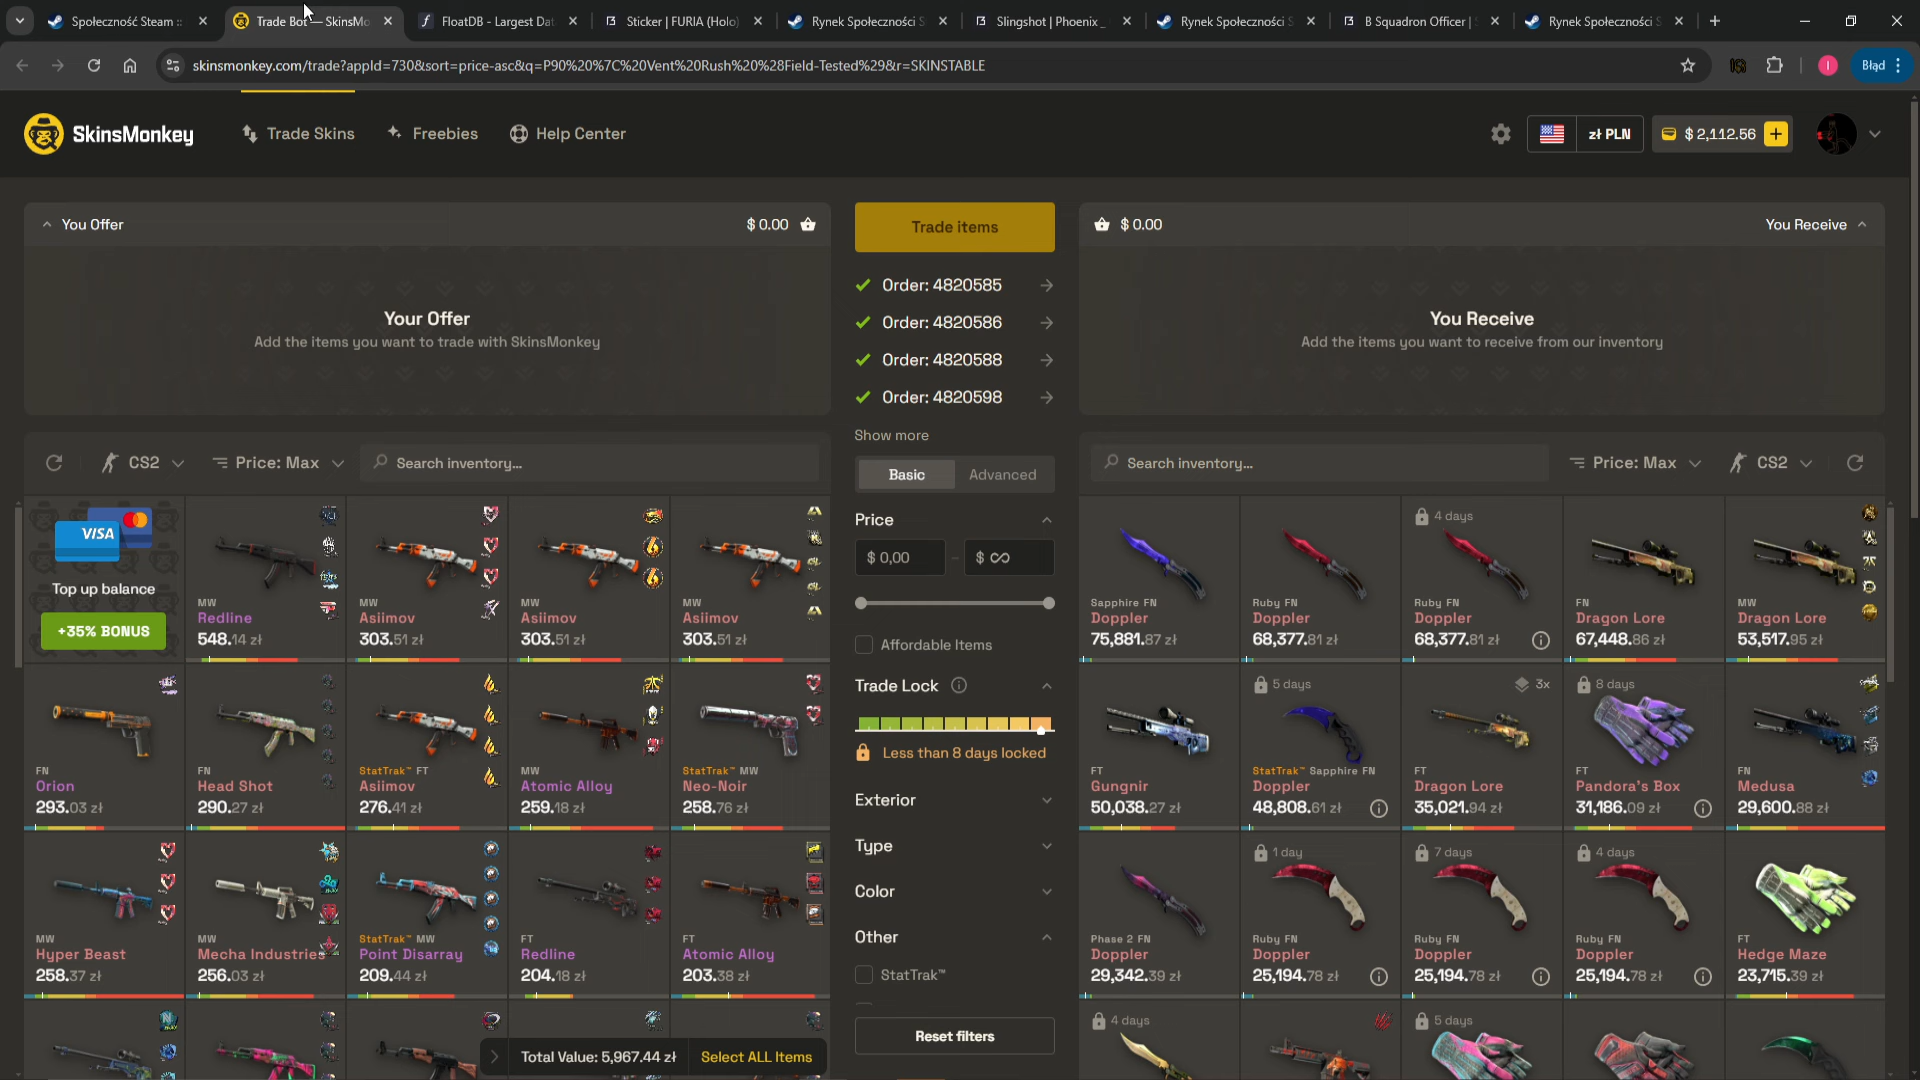 Społeczność Steam ::
Trade Bot — SkinsMo
FloatDB - Largest Dat
Sticker | FURIA (Holo)
Rynek Społeczności S
Slingshot | Phoenix _
Rynek Społeczności S
B Squadron Officer |
Rynek Społeczności S
skinsmonkey.com/trade?appId=730&sort=price-asc&q=P90%20%7C%20Vent%20Rush%20%28Field-Tested%29&r=SKINSTABLE
Błąd
SkinsMonkey
Trade Skins
Freebies
Help Center
zł PLN
$ 2,112.56
You Offer
$ 0.00
Your Offer
Add the items you want to trade with SkinsMonkey
Trade items
Order: 4820585
Order: 4820586
Order: 4820588
Order: 4820598
Show more
$ 0.00
You Receive
You Receive
Add the items you want to receive from our inventory
CS2
Price: Max
Search inventory...
VISA
Top up balance
+35% BONUS
MW
Redline
548.14 zł
MW
Asiimov
303.51 zł
MW
Asiimov
303.51 zł
MW
Asiimov
303.51 zł
FN
Orion
293.03 zł
FN
Head Shot
290.27 zł
StatTrak™ FT
Asiimov
276.41 zł
MW
Atomic Alloy
259.18 zł
StatTrak™ MW
Neo-Noir
258.76 zł
MW
Hyper Beast
258.37 zł
MW
Mecha Industries
256.03 zł
StatTrak™ MW
Point Disarray
209.44 zł
FT
Redline
204.18 zł
FT
Atomic Alloy
203.38 zł
Total Value: 5,967.44 zł
Select ALL Items
Basic
Advanced
Price
$ 0,00
-
$ ∞
Affordable Items
Trade Lock
Less than 8 days locked
Exterior
Type
Color
Other
StatTrak™
Reset filters
Search inventory...
Price: Max
CS2
Sapphire FN
Doppler
75,881.87 zł
Ruby FN
Doppler
68,377.81 zł
4 days
Ruby FN
Doppler
68,377.81 zł
FN
Dragon Lore
67,448.86 zł
MW
Dragon Lore
53,517.95 zł
FT
Gungnir
50,038.27 zł
5 days
StatTrak™ Sapphire FN
Doppler
48,808.61 zł
3x
FT
Dragon Lore
35,021.94 zł
8 days
FT
Pandora's Box
31,186.09 zł
FN
Medusa
29,600.88 zł
Phase 2 FN
Doppler
29,342.39 zł
1 day
Ruby FN
Doppler
25,194.78 zł
7 days
Ruby FN
Doppler
25,194.78 zł
4 days
Ruby FN
Doppler
25,194.78 zł
FT
Hedge Maze
23,715.39 zł
4 days
5 days